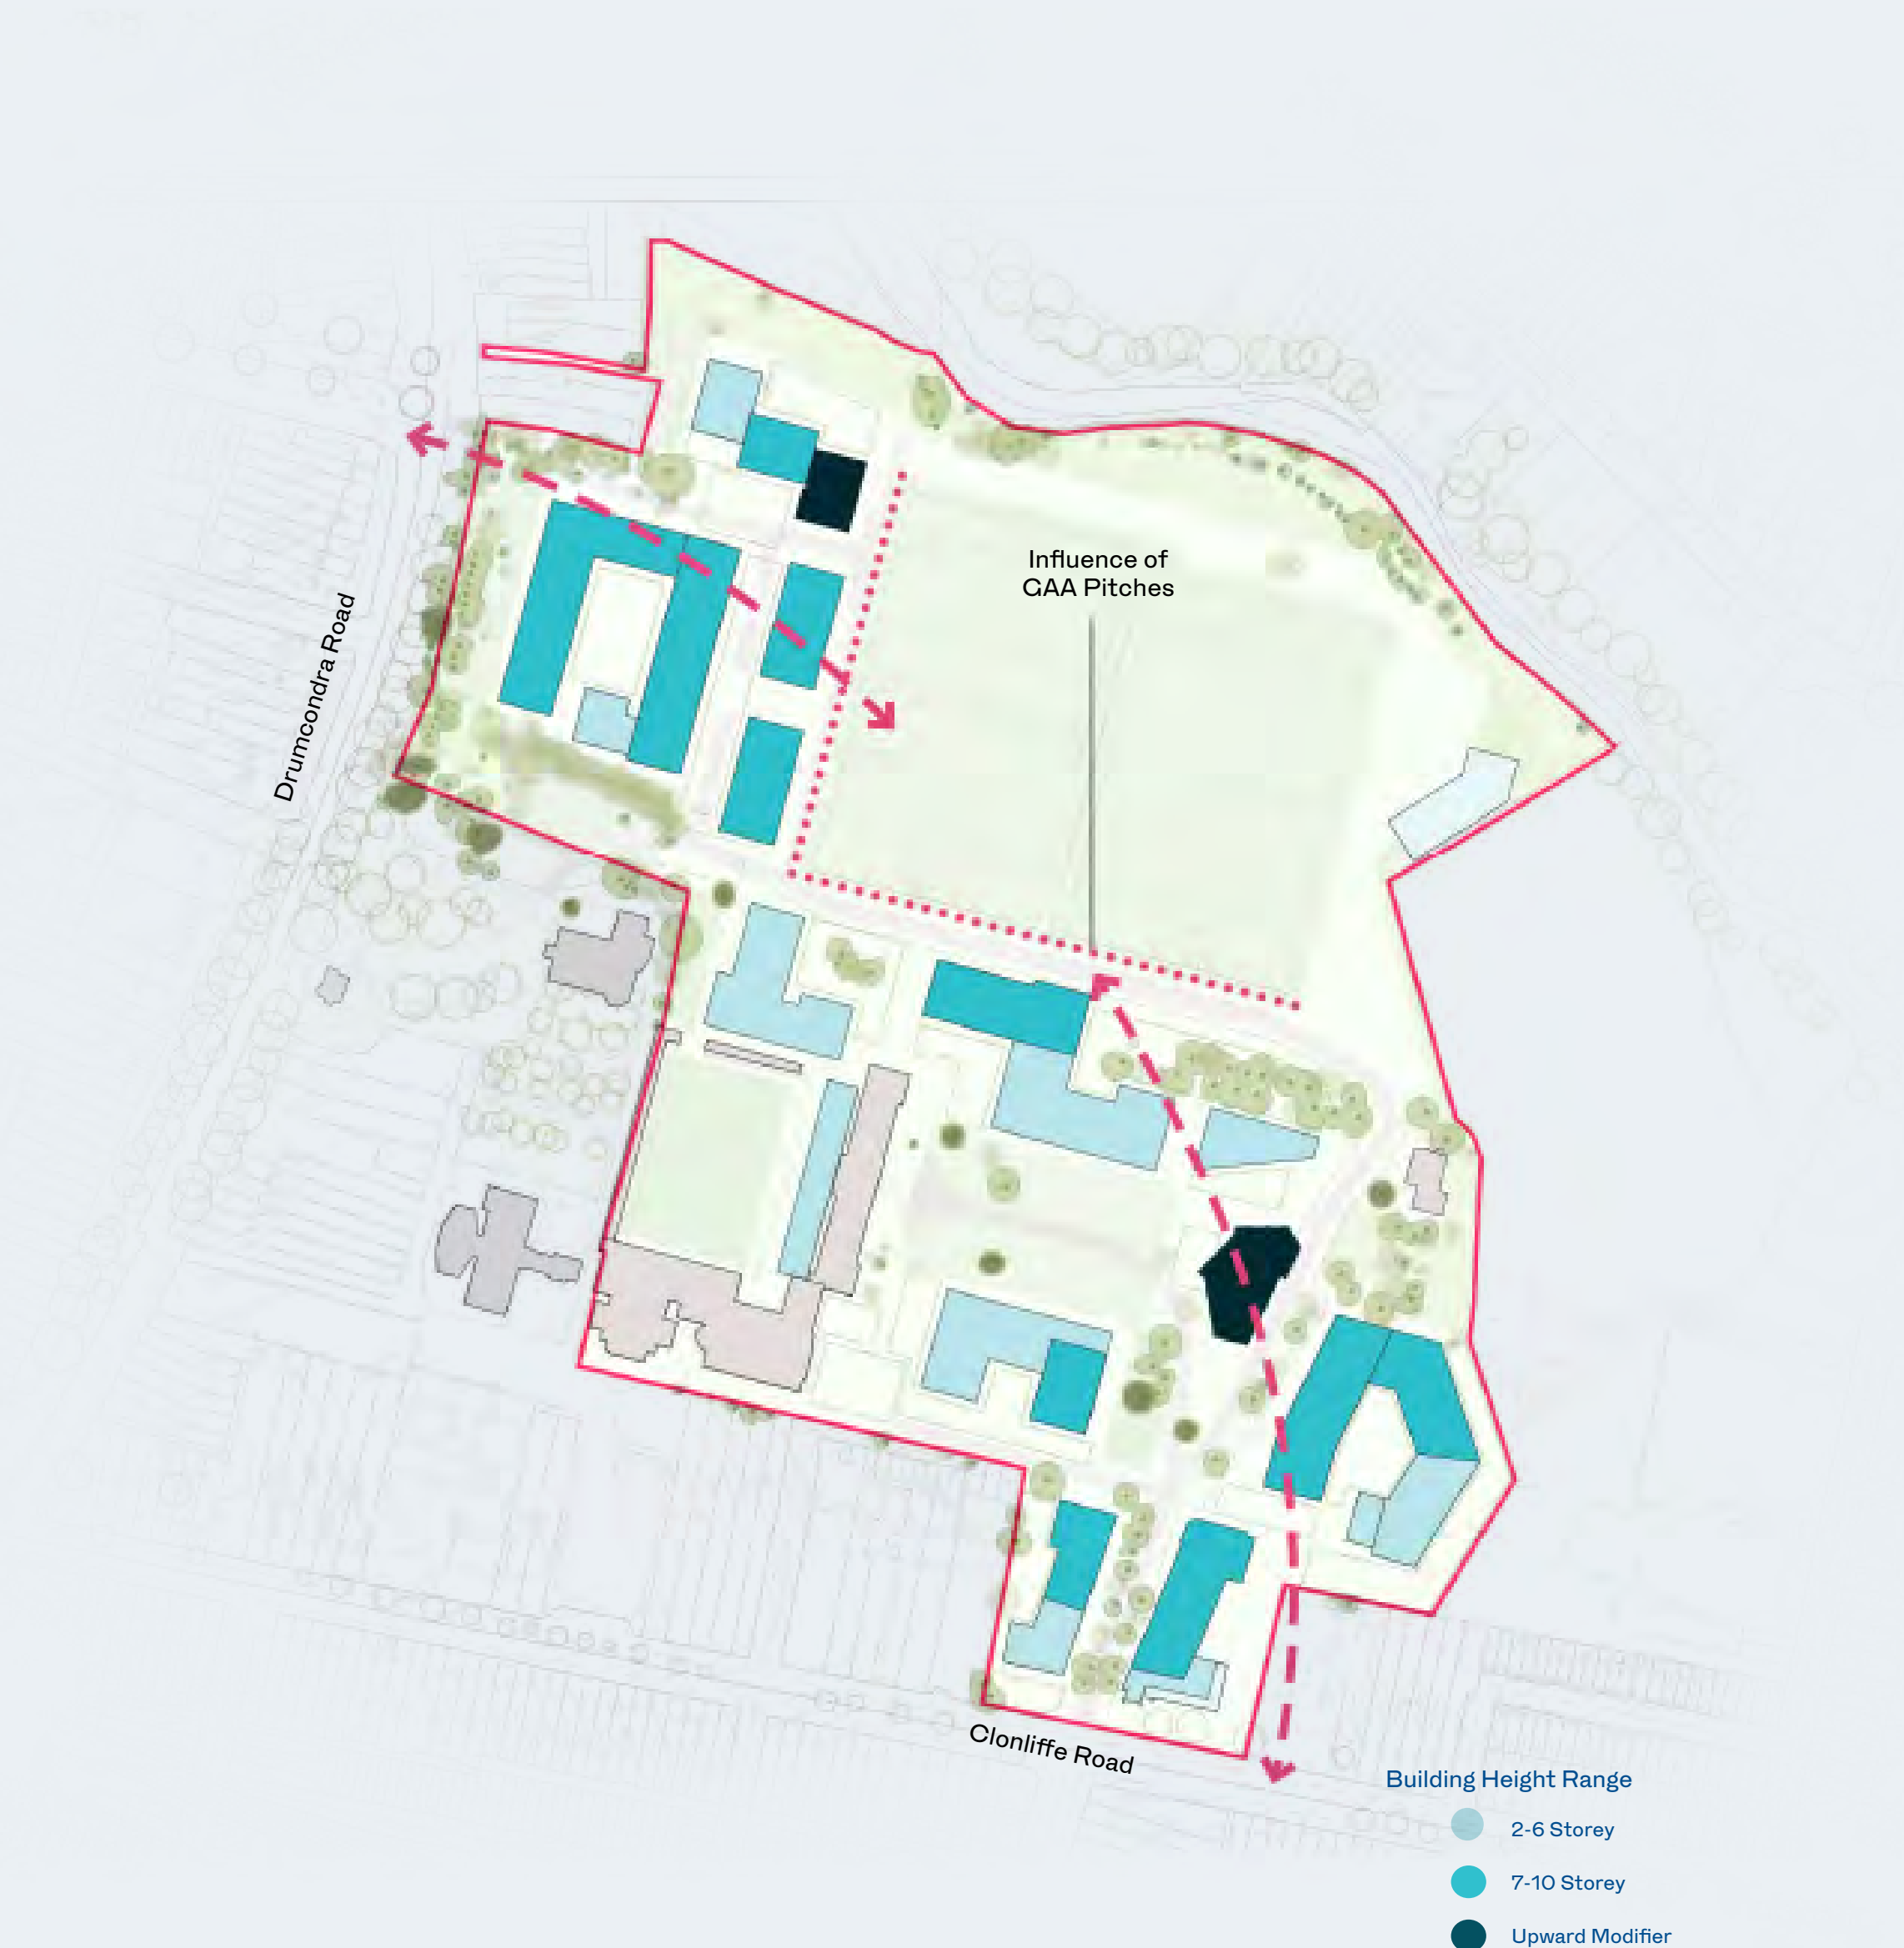 Influence of
GAA Pitches
Drumcondra Road
Clonliffe Road
Building Height Range
2-6 Storey
7-10 Storey
Upward Modifier